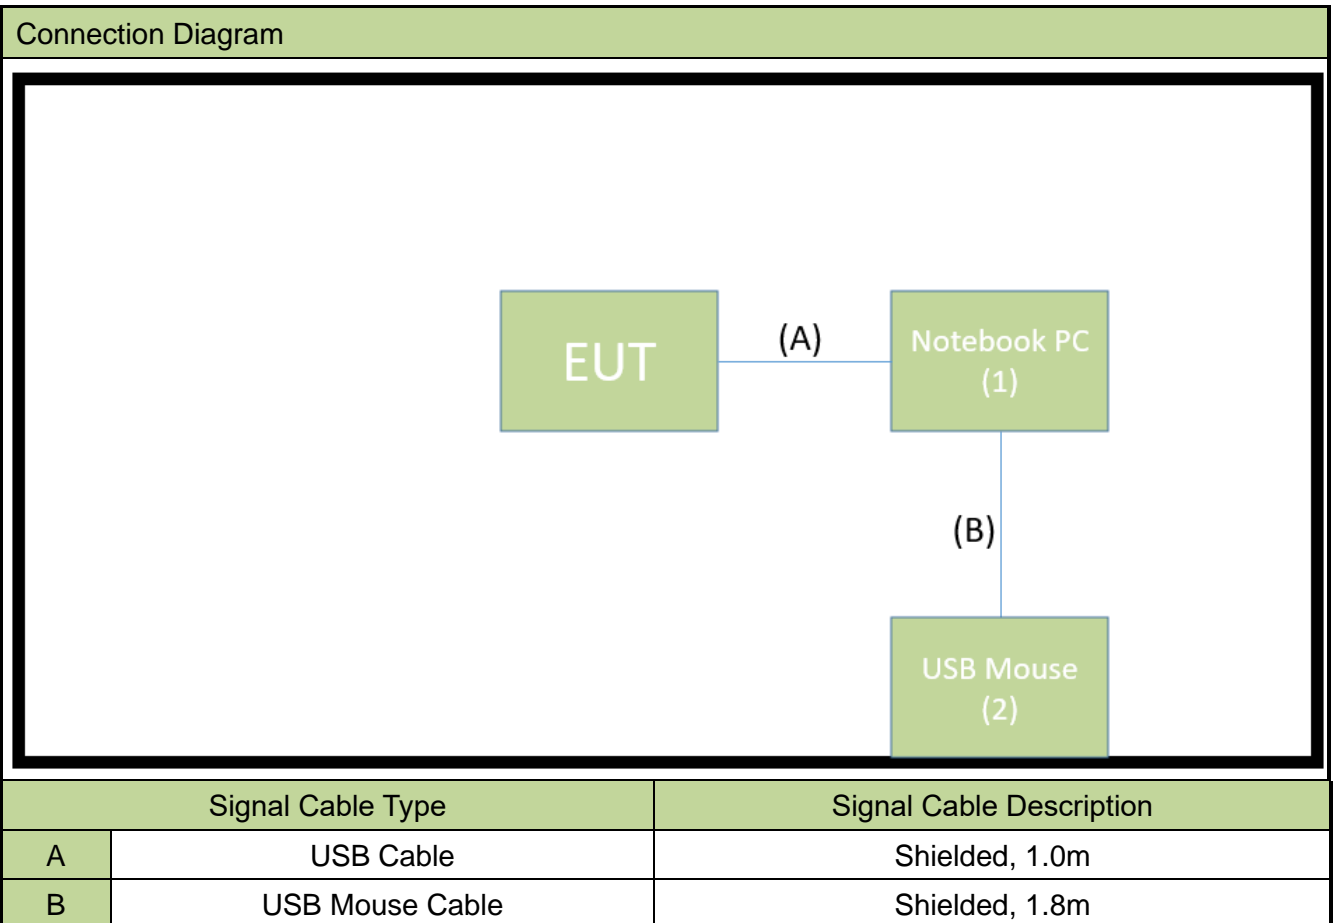 Connection Diagram
EUT
(A)
Notebook PC
(1)
(B)
USB Mouse
(2)
Signal Cable Type Signal Cable Description
A USB Cable Shielded, 1.0m
B USB Mouse Cable Shielded, 1.8m